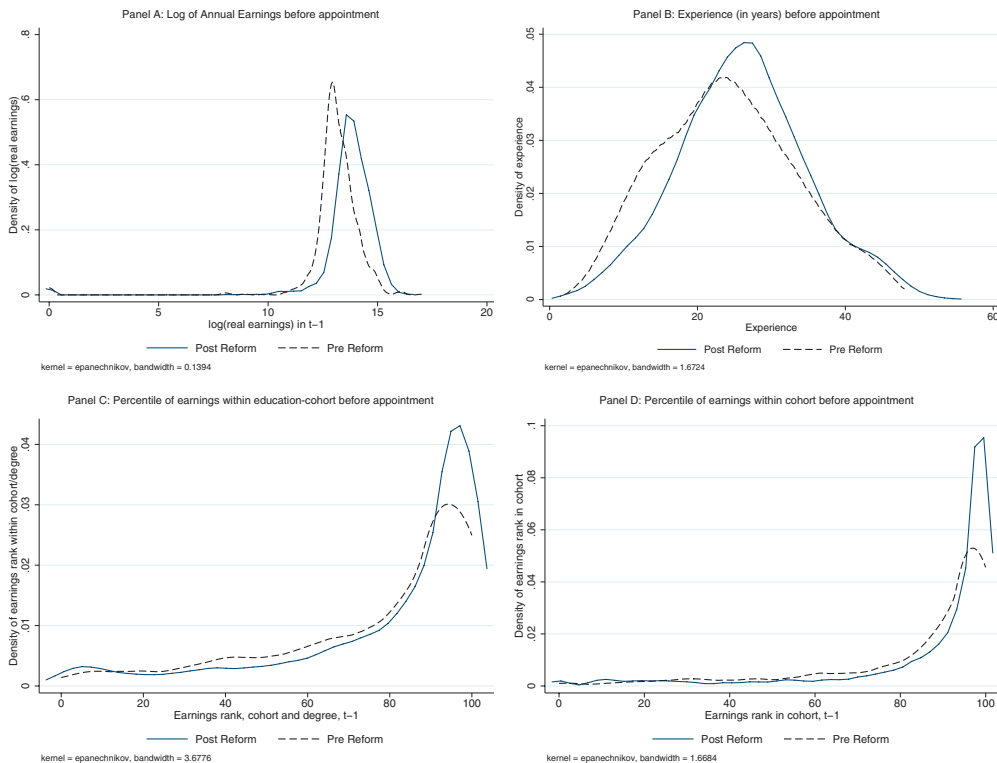 Panel A: Log of Annual Earnings before appointment
Density of log(real earnings)
0 .2 .4 .6 .8
0 5 10 15 20
log(real earnings) in t−1
Post Reform Pre Reform
kernel = epanechnikov, bandwidth = 0.1394
Panel B: Experience (in years) before appointment
Density of experience
0 .01 .02 .03 .04 .05
0 20 40 60
Experience
Post Reform Pre Reform
kernel = epanechnikov, bandwidth = 1.6724
Panel C: Percentile of earnings within education-cohort before appointment
Density of earnings rank within cohort/degree
0 .01 .02 .03 .04
0 20 40 60 80 100
Earnings rank, cohort and degree, t−1
Post Reform Pre Reform
kernel = epanechnikov, bandwidth = 3.6776
Panel D: Percentile of earnings within cohort before appointment
Density of earnings rank in cohort
0 .02 .04 .06 .08 .1
0 20 40 60 80 100
Earnings rank in cohort, t−1
Post Reform Pre Reform
kernel = epanechnikov, bandwidth = 1.6684